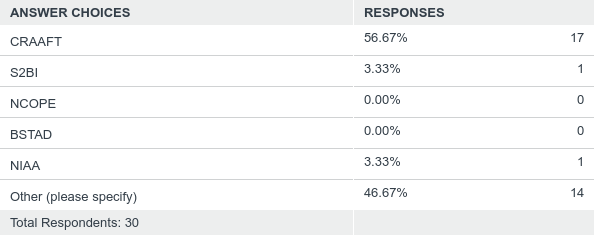 ANSWER CHOICES RESPONSES
CRAAFT 56.67% 17
S2BI 3.33% 1
NCOPE 0.00% 0
BSTAD 0.00% 0
NIAA 3.33% 1
Other (please specify) 46.67% 14
Total Respondents: 30